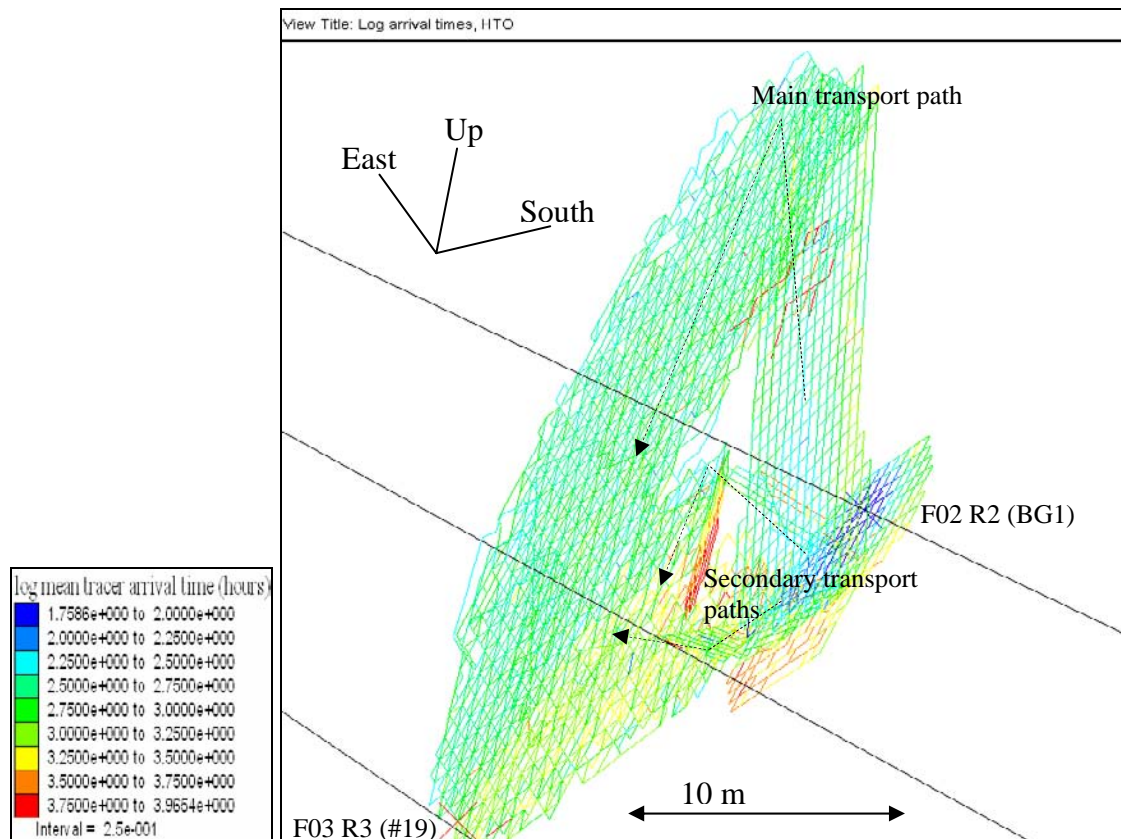 View Title: Log arrival times, HTO
Main transport path
Up
East
South
F02 R2 (BG1)
Secondary transport
paths
10 m
F03 R3 (#19)
log mean tracer arrival time (hours)
1.7586e+000 to 2.0000e+000
2.0000e+000 to 2.2500e+000
2.2500e+000 to 2.5000e+000
2.5000e+000 to 2.7500e+000
2.7500e+000 to 3.0000e+000
3.0000e+000 to 3.2500e+000
3.2500e+000 to 3.5000e+000
3.5000e+000 to 3.7500e+000
3.7500e+000 to 3.9654e+000
Interval = 2.5e-001